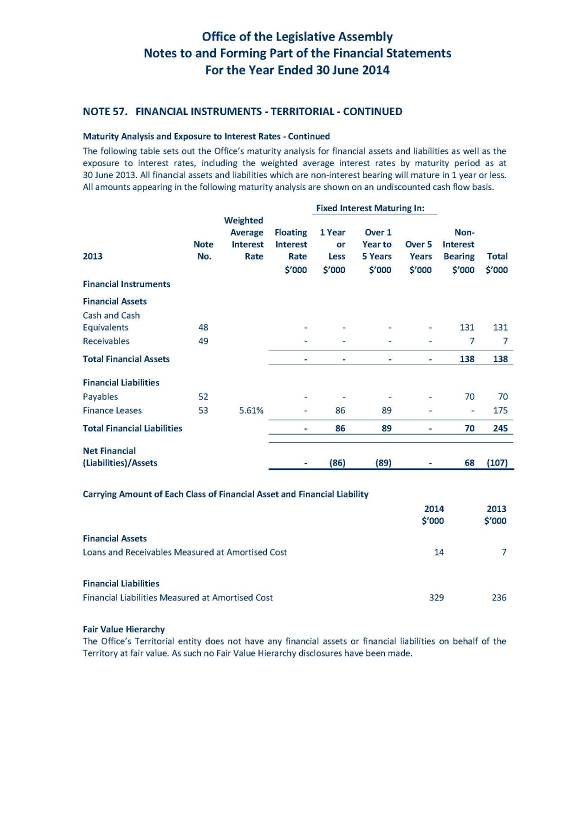 Office of the Legislative Assembly
Notes to and Forming Part of the Financial Statements
For the Year Ended 30 June 2014
NOTE 57. FINANCIAL INSTRUMENTS - TERRITORIAL - CONTINUED
Maturity Analysis and Exposure to Interest Rates - Continued
The following table sets out the Office's maturity analysis for financial assets and liabilities as well as the
exposure to interest rates, including the weighted average interest rates by maturity period as at
30 June 2013. All financial assets and liabilities which are non-interest bearing will mature in 1 year or less.
All amounts appearing in the following maturity analysis are shown on an undiscounted cash flow basis.
Fixed Interest Maturing In:
Weighted
Average Floating 1 Year Over 1 Non-
Note Interest Interest or Year to Over 5 Interest
2013 No. Rate Rate Less 5 Years Years Bearing Total
$'000 $'000 $'000 $'000 $'000 $'000
Financial Instruments
Financial Assets
Cash and Cash
Equivalents 48 - - - - 131 131
Receivables 49 - - - - 7 7
Total Financial Assets - - - - 138 138
Financial Liabilities
Payables 52 - - - - 70 70
Finance Leases 53 5.61% - 86 89 - - 175
Total Financial Liabilities - 86 89 - 70 245
Net Financial
(Liabilities)/Assets - (86) (89) - 68 (107)
Carrying Amount of Each Class of Financial Asset and Financial Liability
2014 2013
$'000 $'000
Financial Assets
Loans and Receivables Measured at Amortised Cost 14 7
Financial Liabilities
Financial Liabilities Measured at Amortised Cost 329 236
Fair Value Hierarchy
The Office's Territorial entity does not have any financial assets or financial liabilities on behalf of the
Territory at fair value. As such no Fair Value Hierarchy disclosures have been made.